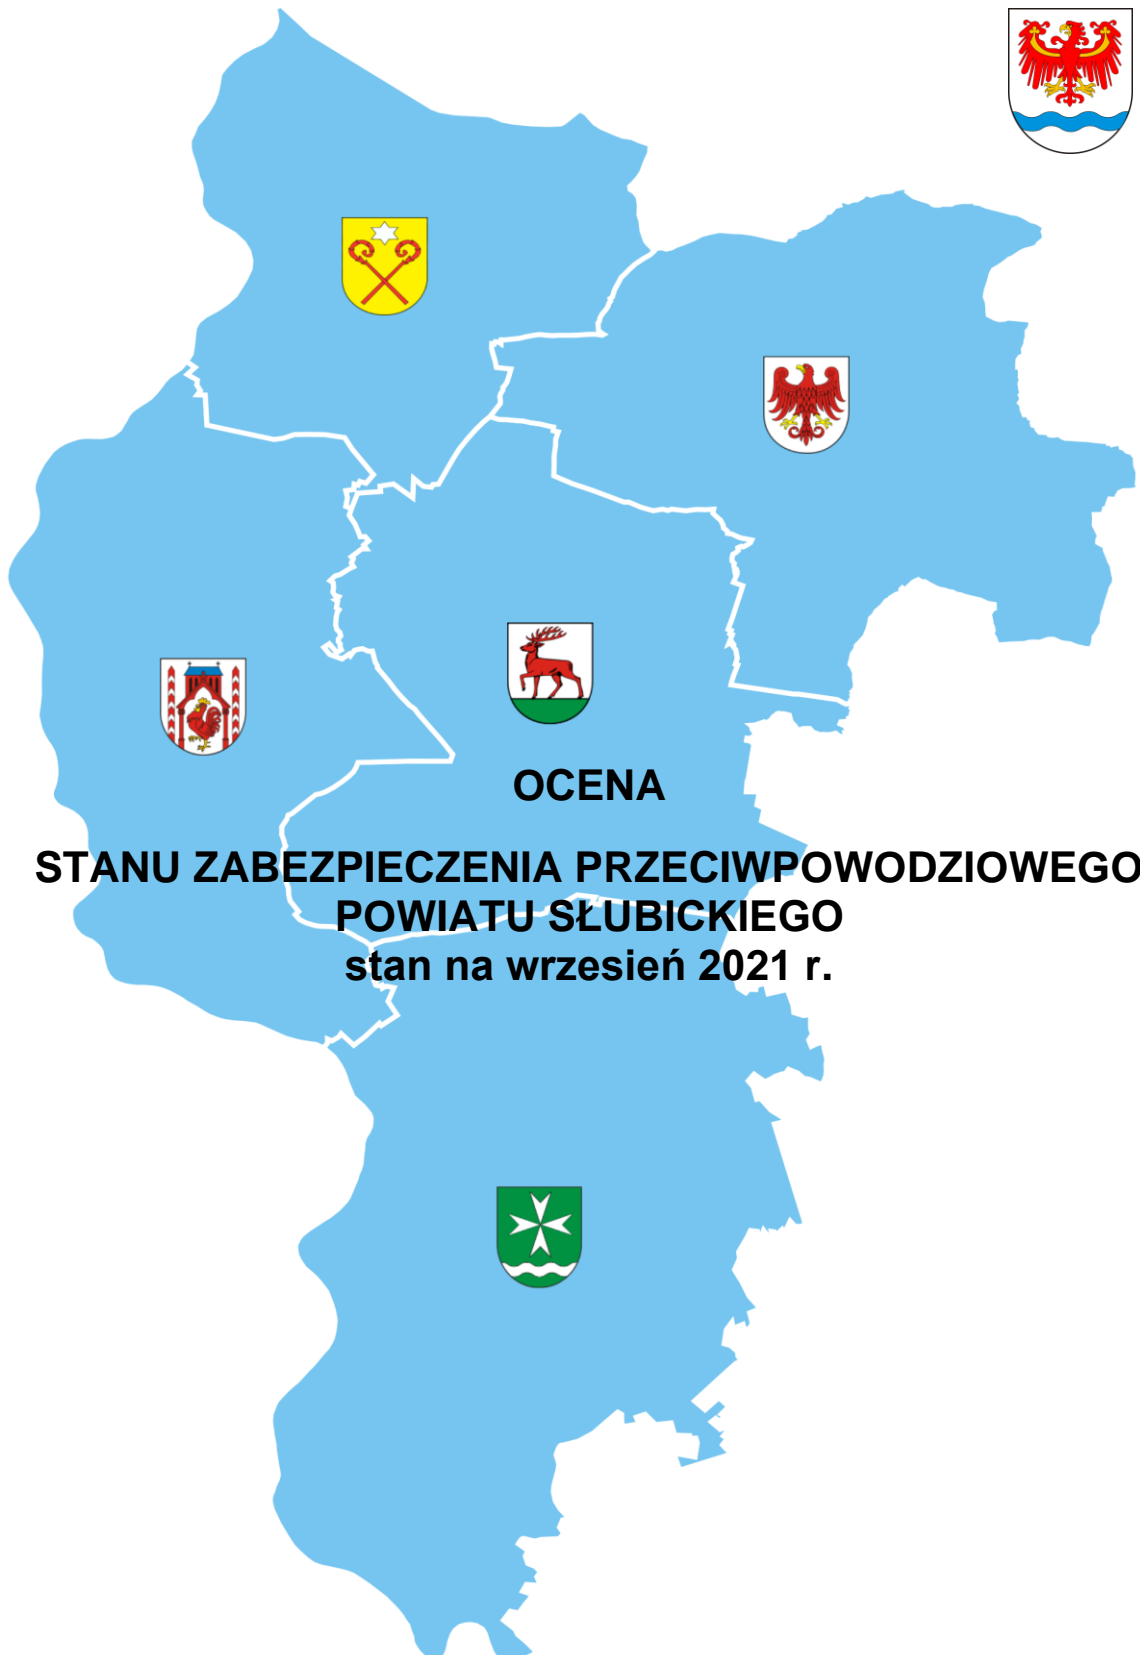 OCENA
STANU ZABEZPIECZENIA PRZECIWPOWODZIOWEGO
POWIATU SŁUBICKIEGO
stan na wrzesień 2021 r.